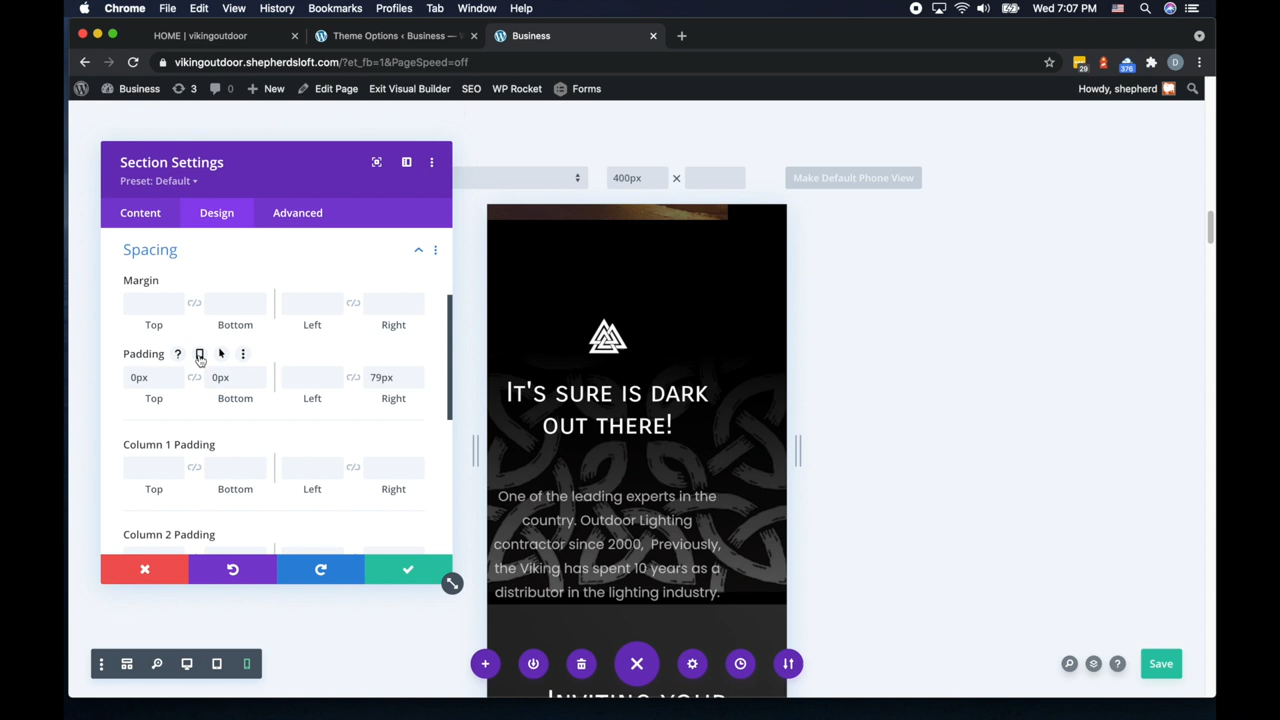 Chrome File Edit View History Bookmarks Profiles Tab Window Help Wed 7:07 PM
HOME | vikingoutdoor Theme Options ‹ Business — Business
vikingoutdoor.shepherdsloft.com/?et_fb=1&PageSpeed=off 29 376 D
Business 3 0 New Edit Page Exit Visual Builder SEO WP Rocket Forms Howdy, shepherd
Section Settings
Preset: Default
400px Make Default Phone View
Content Design Advanced
Spacing
Margin
Top Bottom Left Right
Padding ?
0px 0px 79px
Top Bottom Left Right
Column 1 Padding
Top Bottom Left Right
Column 2 Padding
It's sure is dark
out there!
One of the leading experts in the
country. Outdoor Lighting
contractor since 2000, Previously,
the Viking has spent 10 years as a
distributor in the lighting industry.
? Save